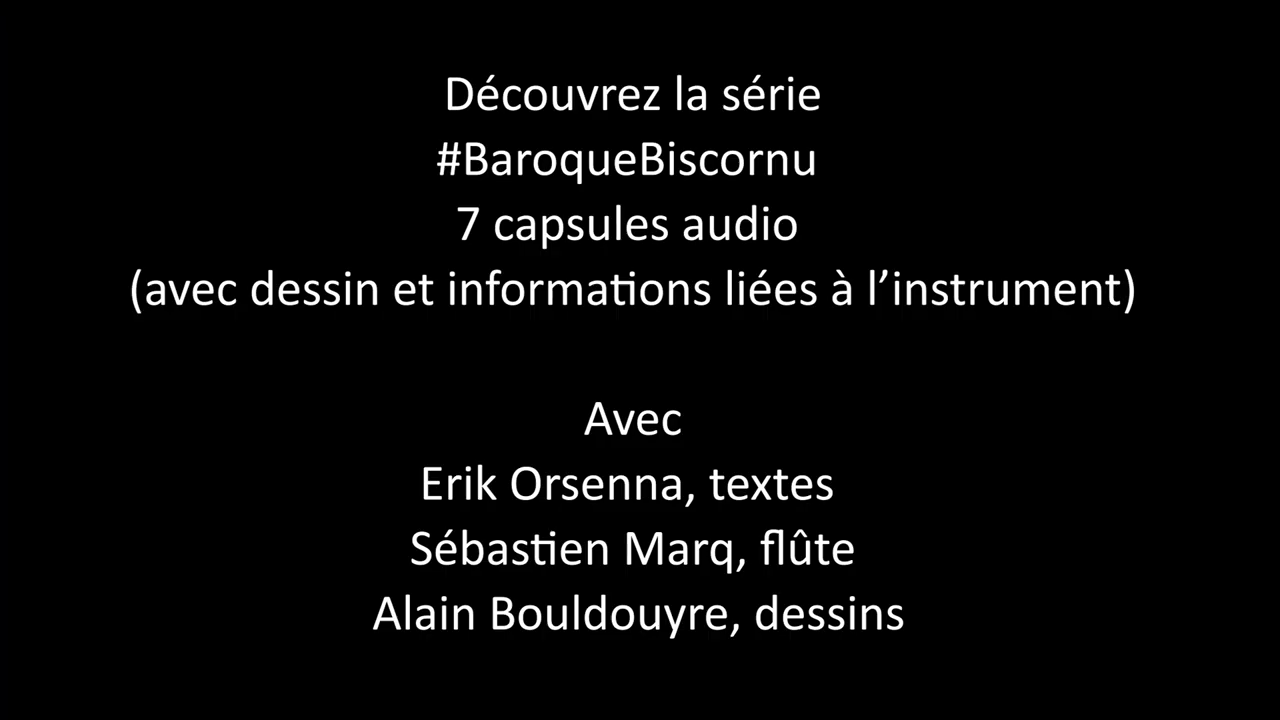 Découvrez la série
#BaroqueBiscornu
7 capsules audio
(avec dessin et informations liées à l’instrument)
Avec
Erik Orsenna, textes
Sébastien Marq, flûte
Alain Bouldouyre, dessins